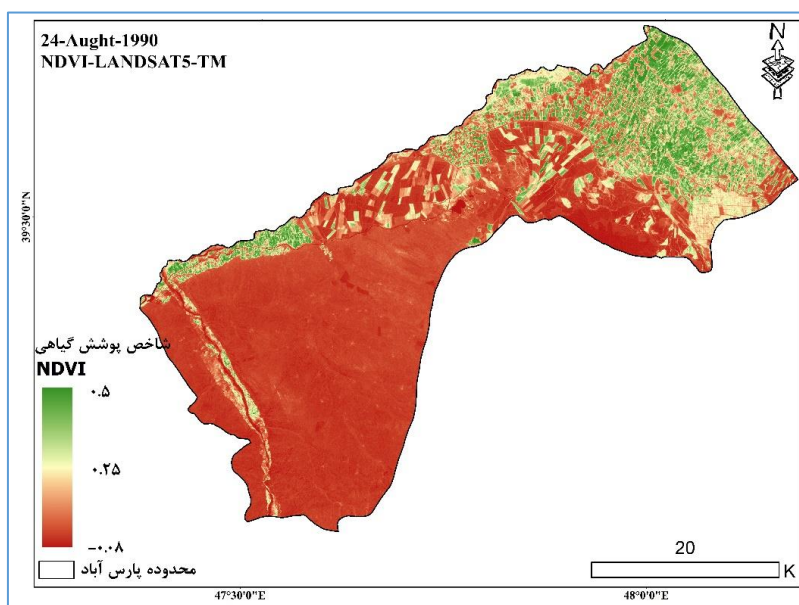 24-Aught-1990
NDVI-LANDSAT5-TM
N
39°30'0"N
شاخص پوشش گیاهی
NDVI
۰.۵
۰.۲۵
-۰.۰۸
محدوده پارس آباد
20
K
47°30'0"E
48°0'0"E